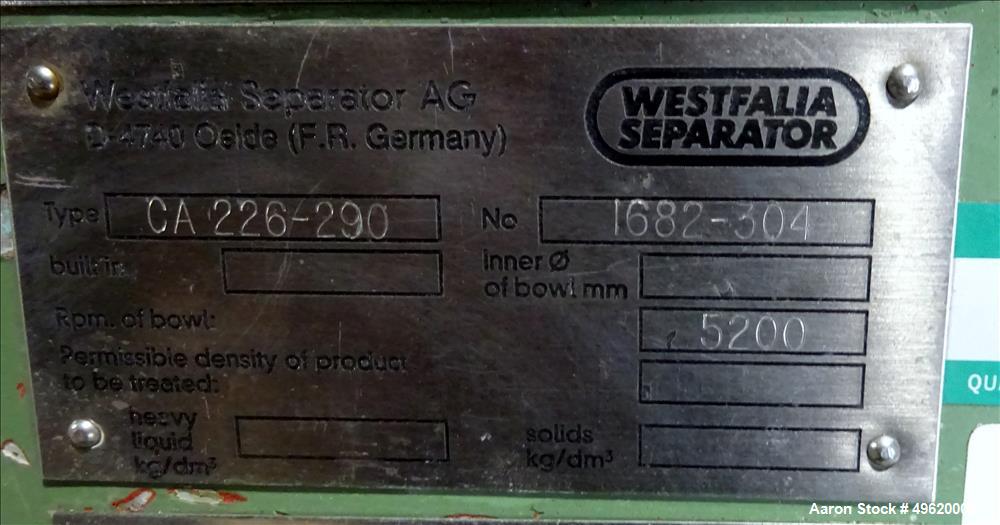 Westfalia Separator AG
D-4740 Oelde (F.R. Germany)
WESTFALIA
SEPARATOR
Type CA 226-290 No 1682-304
built in: inner Ø
of bowl mm
Rpm. of bowl: 5200
Permissible density of product
to be treated:
heavy
liquid
kg/dm³
solids
kg/dm³
Aaron Stock # 4962000